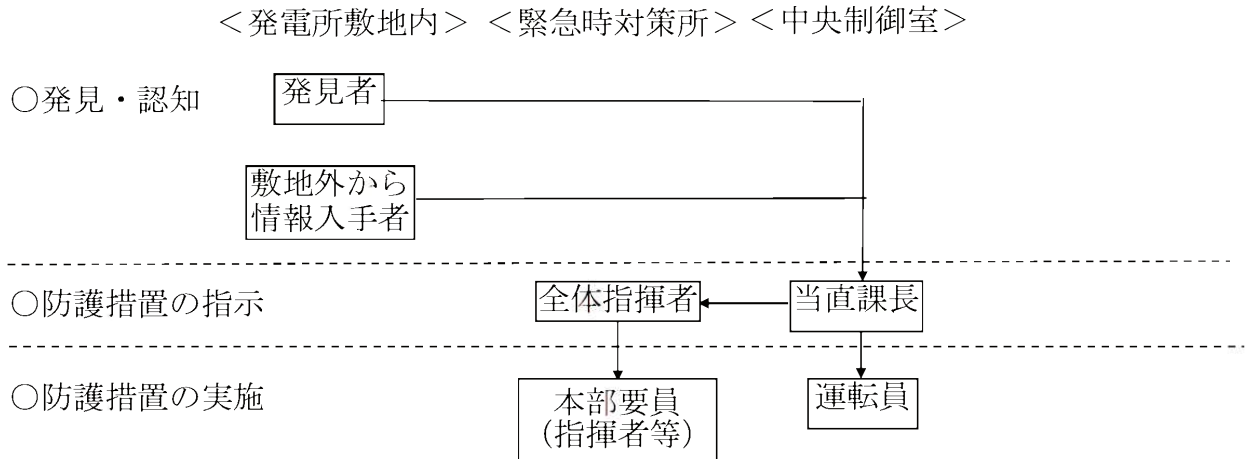 ＜発電所敷地内＞ ＜緊急時対策所＞ ＜中央制御室＞
○発見・認知
発見者
敷地外から
情報入手者
○防護措置の指示
全体指揮者
当直課長
○防護措置の実施
本部要員
（指揮者等）
運転員